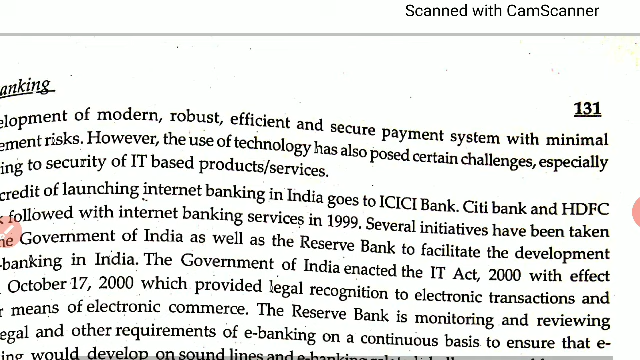 Scanned with CamScanner
anking
131
elopment of modern, robust, efficient and secure payment system with minimal
ement risks. However, the use of technology has also posed certain challenges, especially
ing to security of IT based products/services.
credit of launching internet banking in India goes to ICICI Bank. Citi bank and HDFC
followed with internet banking services in 1999. Several initiatives have been taken
he Government of India as well as the Reserve Bank to facilitate the development
-banking in India. The Government of India enacted the IT Act, 2000 with effect
October 17, 2000 which provided legal recognition to electronic transactions and
r means of electronic commerce. The Reserve Bank is monitoring and reviewing
egal and other requirements of e-banking on a continuous basis to ensure that e-
ing would develop on sound lines and e-banking